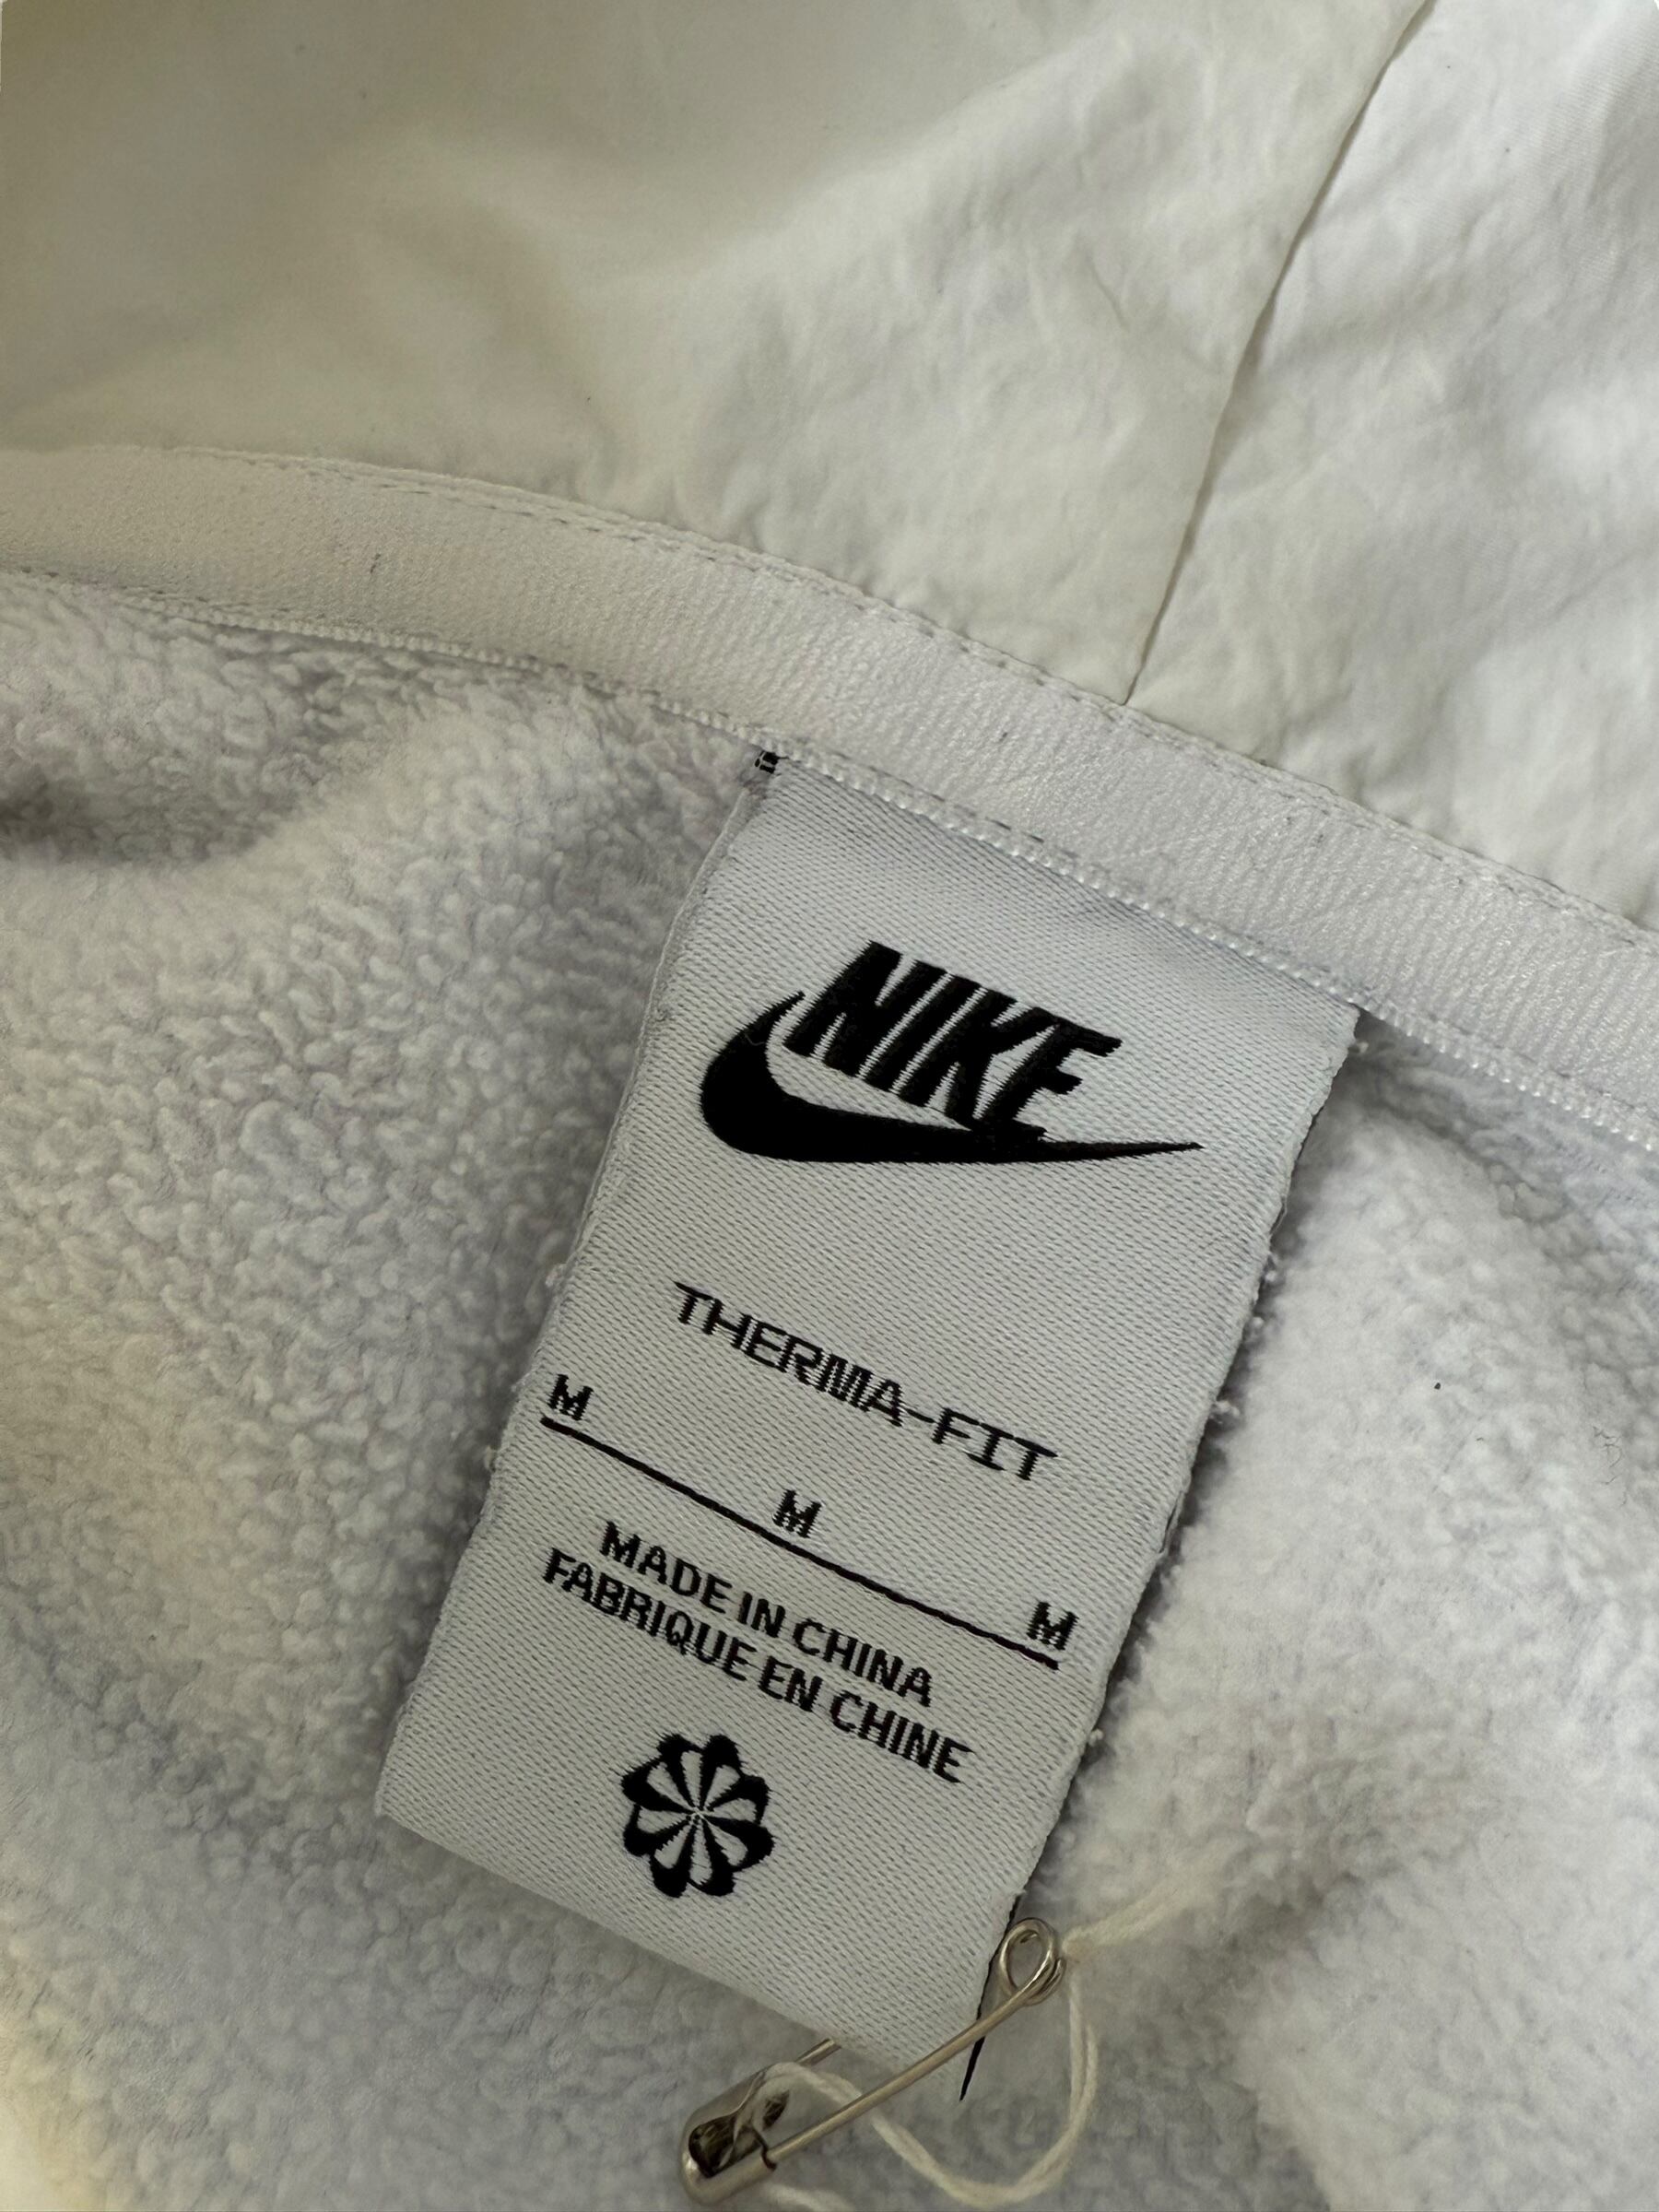 NIKE
THERMA-FIT
M M M
MADE IN CHINA
FABRIQUE EN CHINE